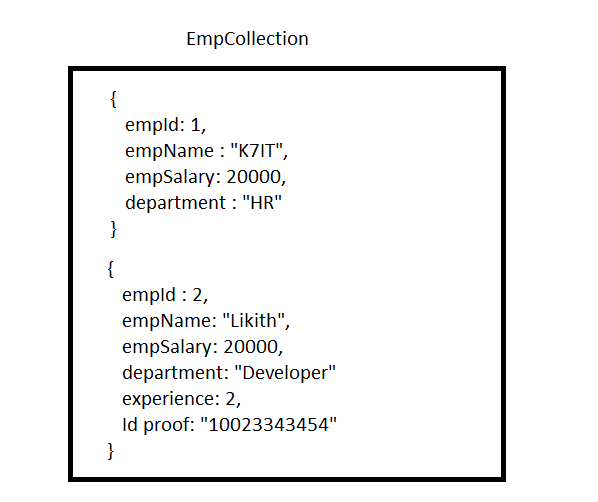 EmpCollection
{
empId: 1,
empName : "K7IT",
empSalary: 20000,
department : "HR"
}
{
empId : 2,
empName: "Likith",
empSalary: 20000,
department: "Developer"
experience: 2,
Id proof: "10023343454"
}